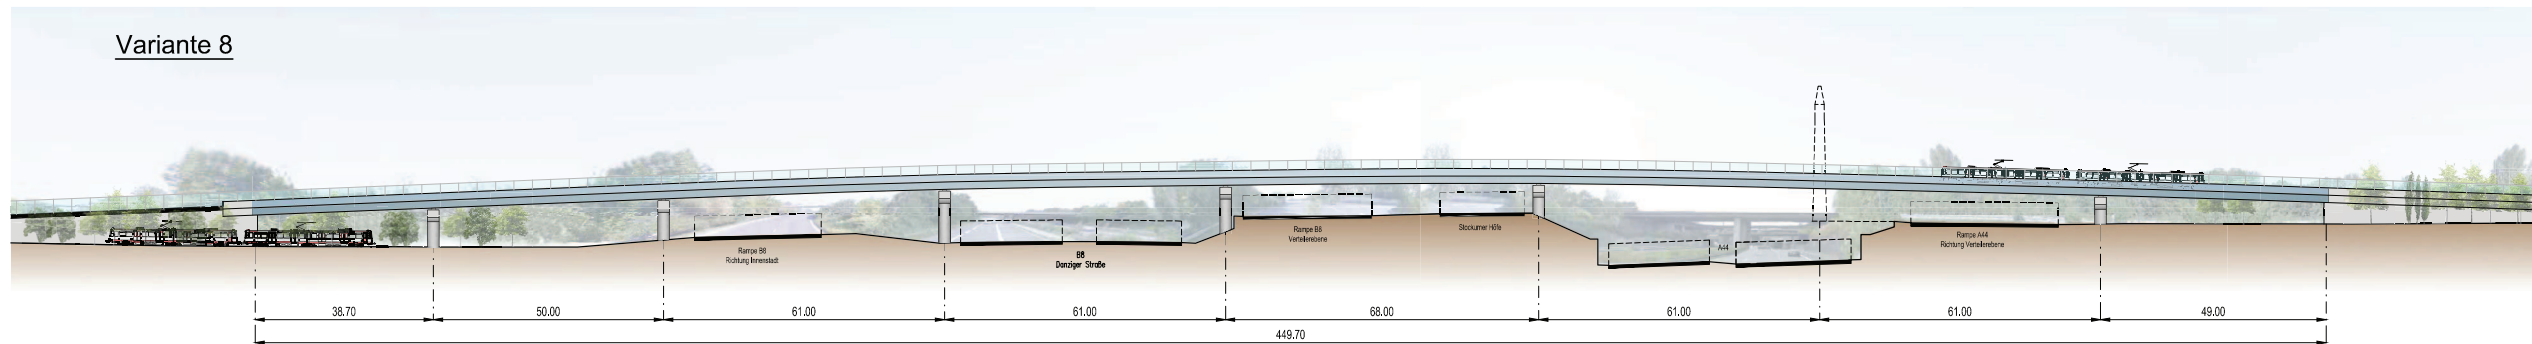 Variante 8
Rampe B8
Richtung Innenstadt
B8
Danziger Straße
Rampe B8
Verteilerebene
Stockumer Höfe
A44
Rampe A44
Richtung Verteilerebene
38.70
50.00
61.00
61.00
68.00
61.00
61.00
49.00
449.70